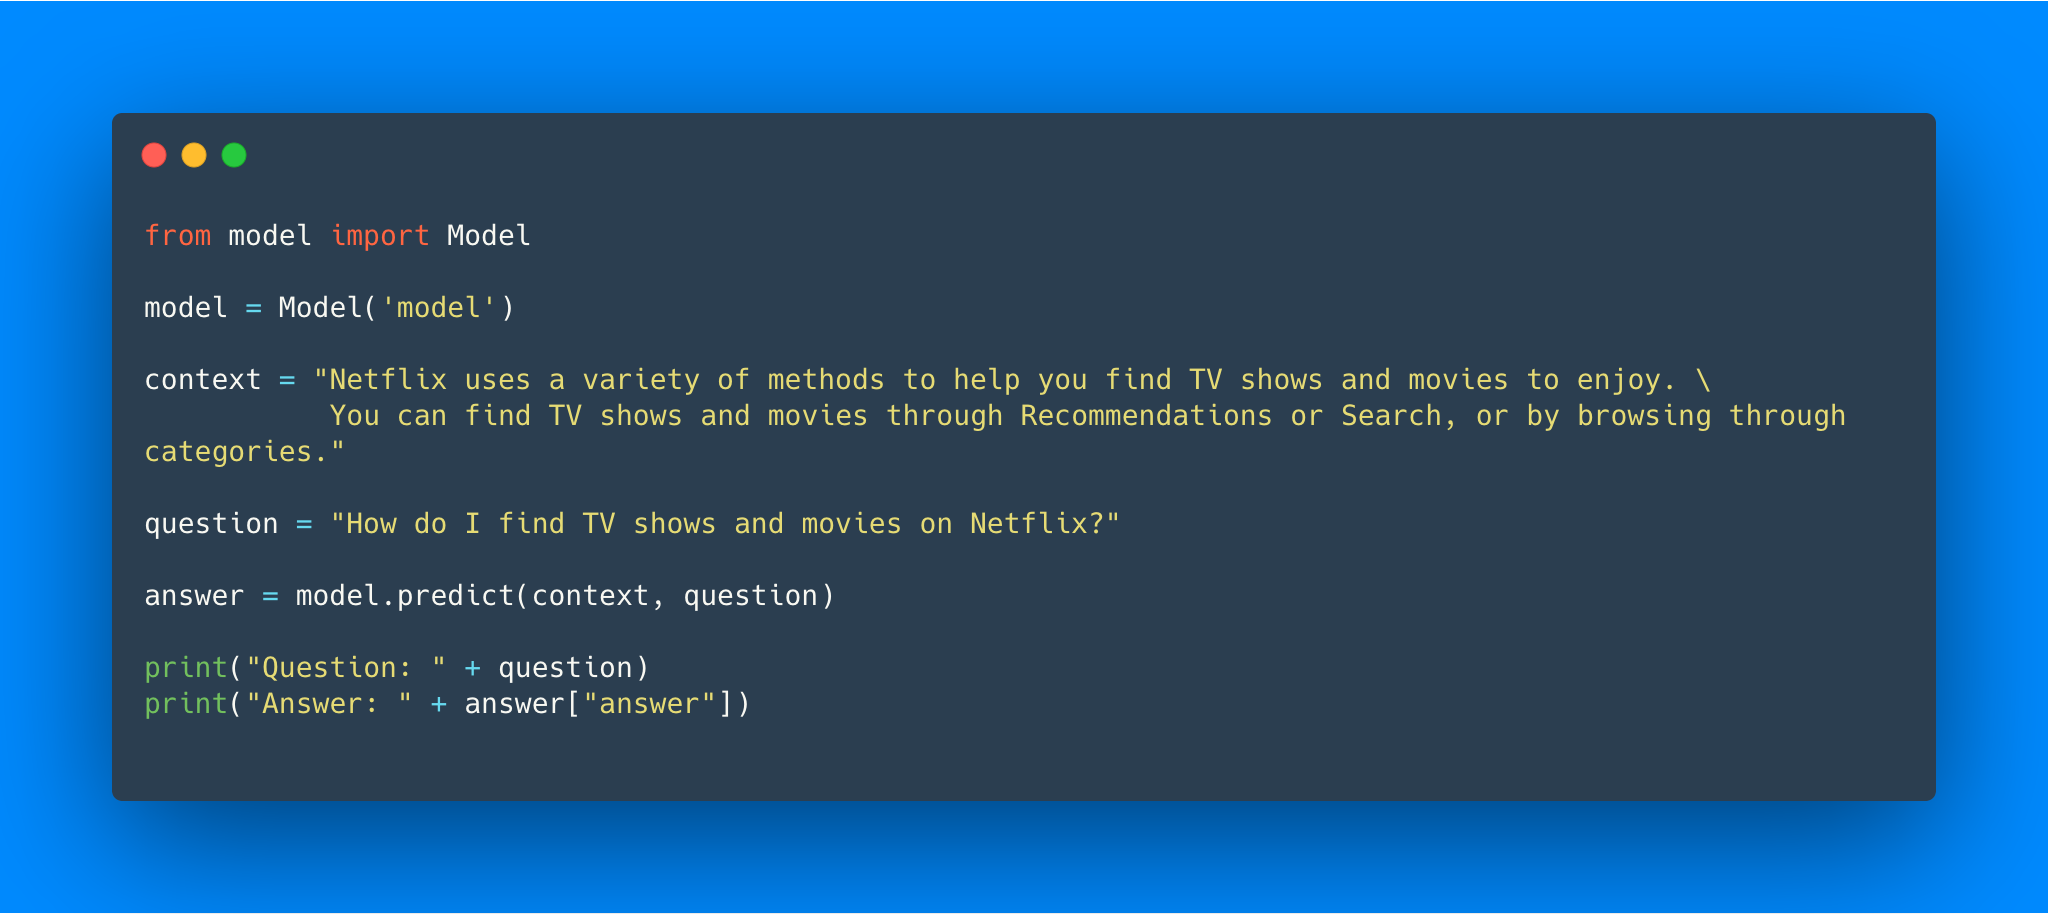 from model import Model
model = Model('model')
context = "Netflix uses a variety of methods to help you find TV shows and movies to enjoy. \
You can find TV shows and movies through Recommendations or Search, or by browsing through
categories."
question = "How do I find TV shows and movies on Netflix?"
answer = model.predict(context, question)
print("Question: " + question)
print("Answer: " + answer["answer"])